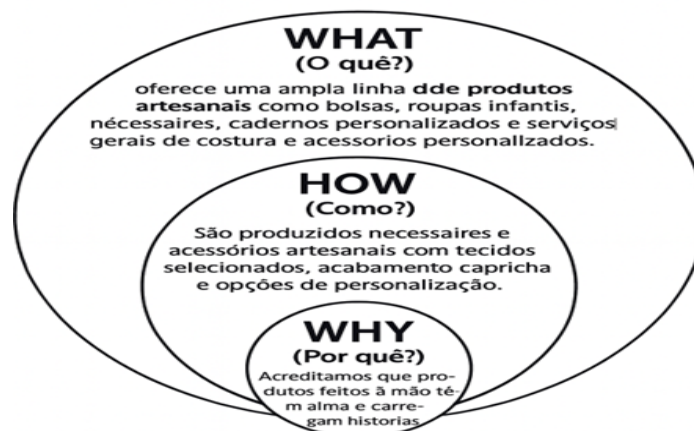 WHAT
(O quê?)
oferece uma ampla linha dde produtos
artesanais como bolsas, roupas infantis,
nécessaires, cadernos personalizados e serviços
gerais de costura e acessorios personallzados.
HOW
(Como?)
São produzidos necessaires e
acessórios artesanais com tecidos
selecionados, acabamento capricha
e opções de personalização.
WHY
(Por quê?)
Acreditamos que pro-
dutos feitos ã mão té-
m alma e carre-
gam historias